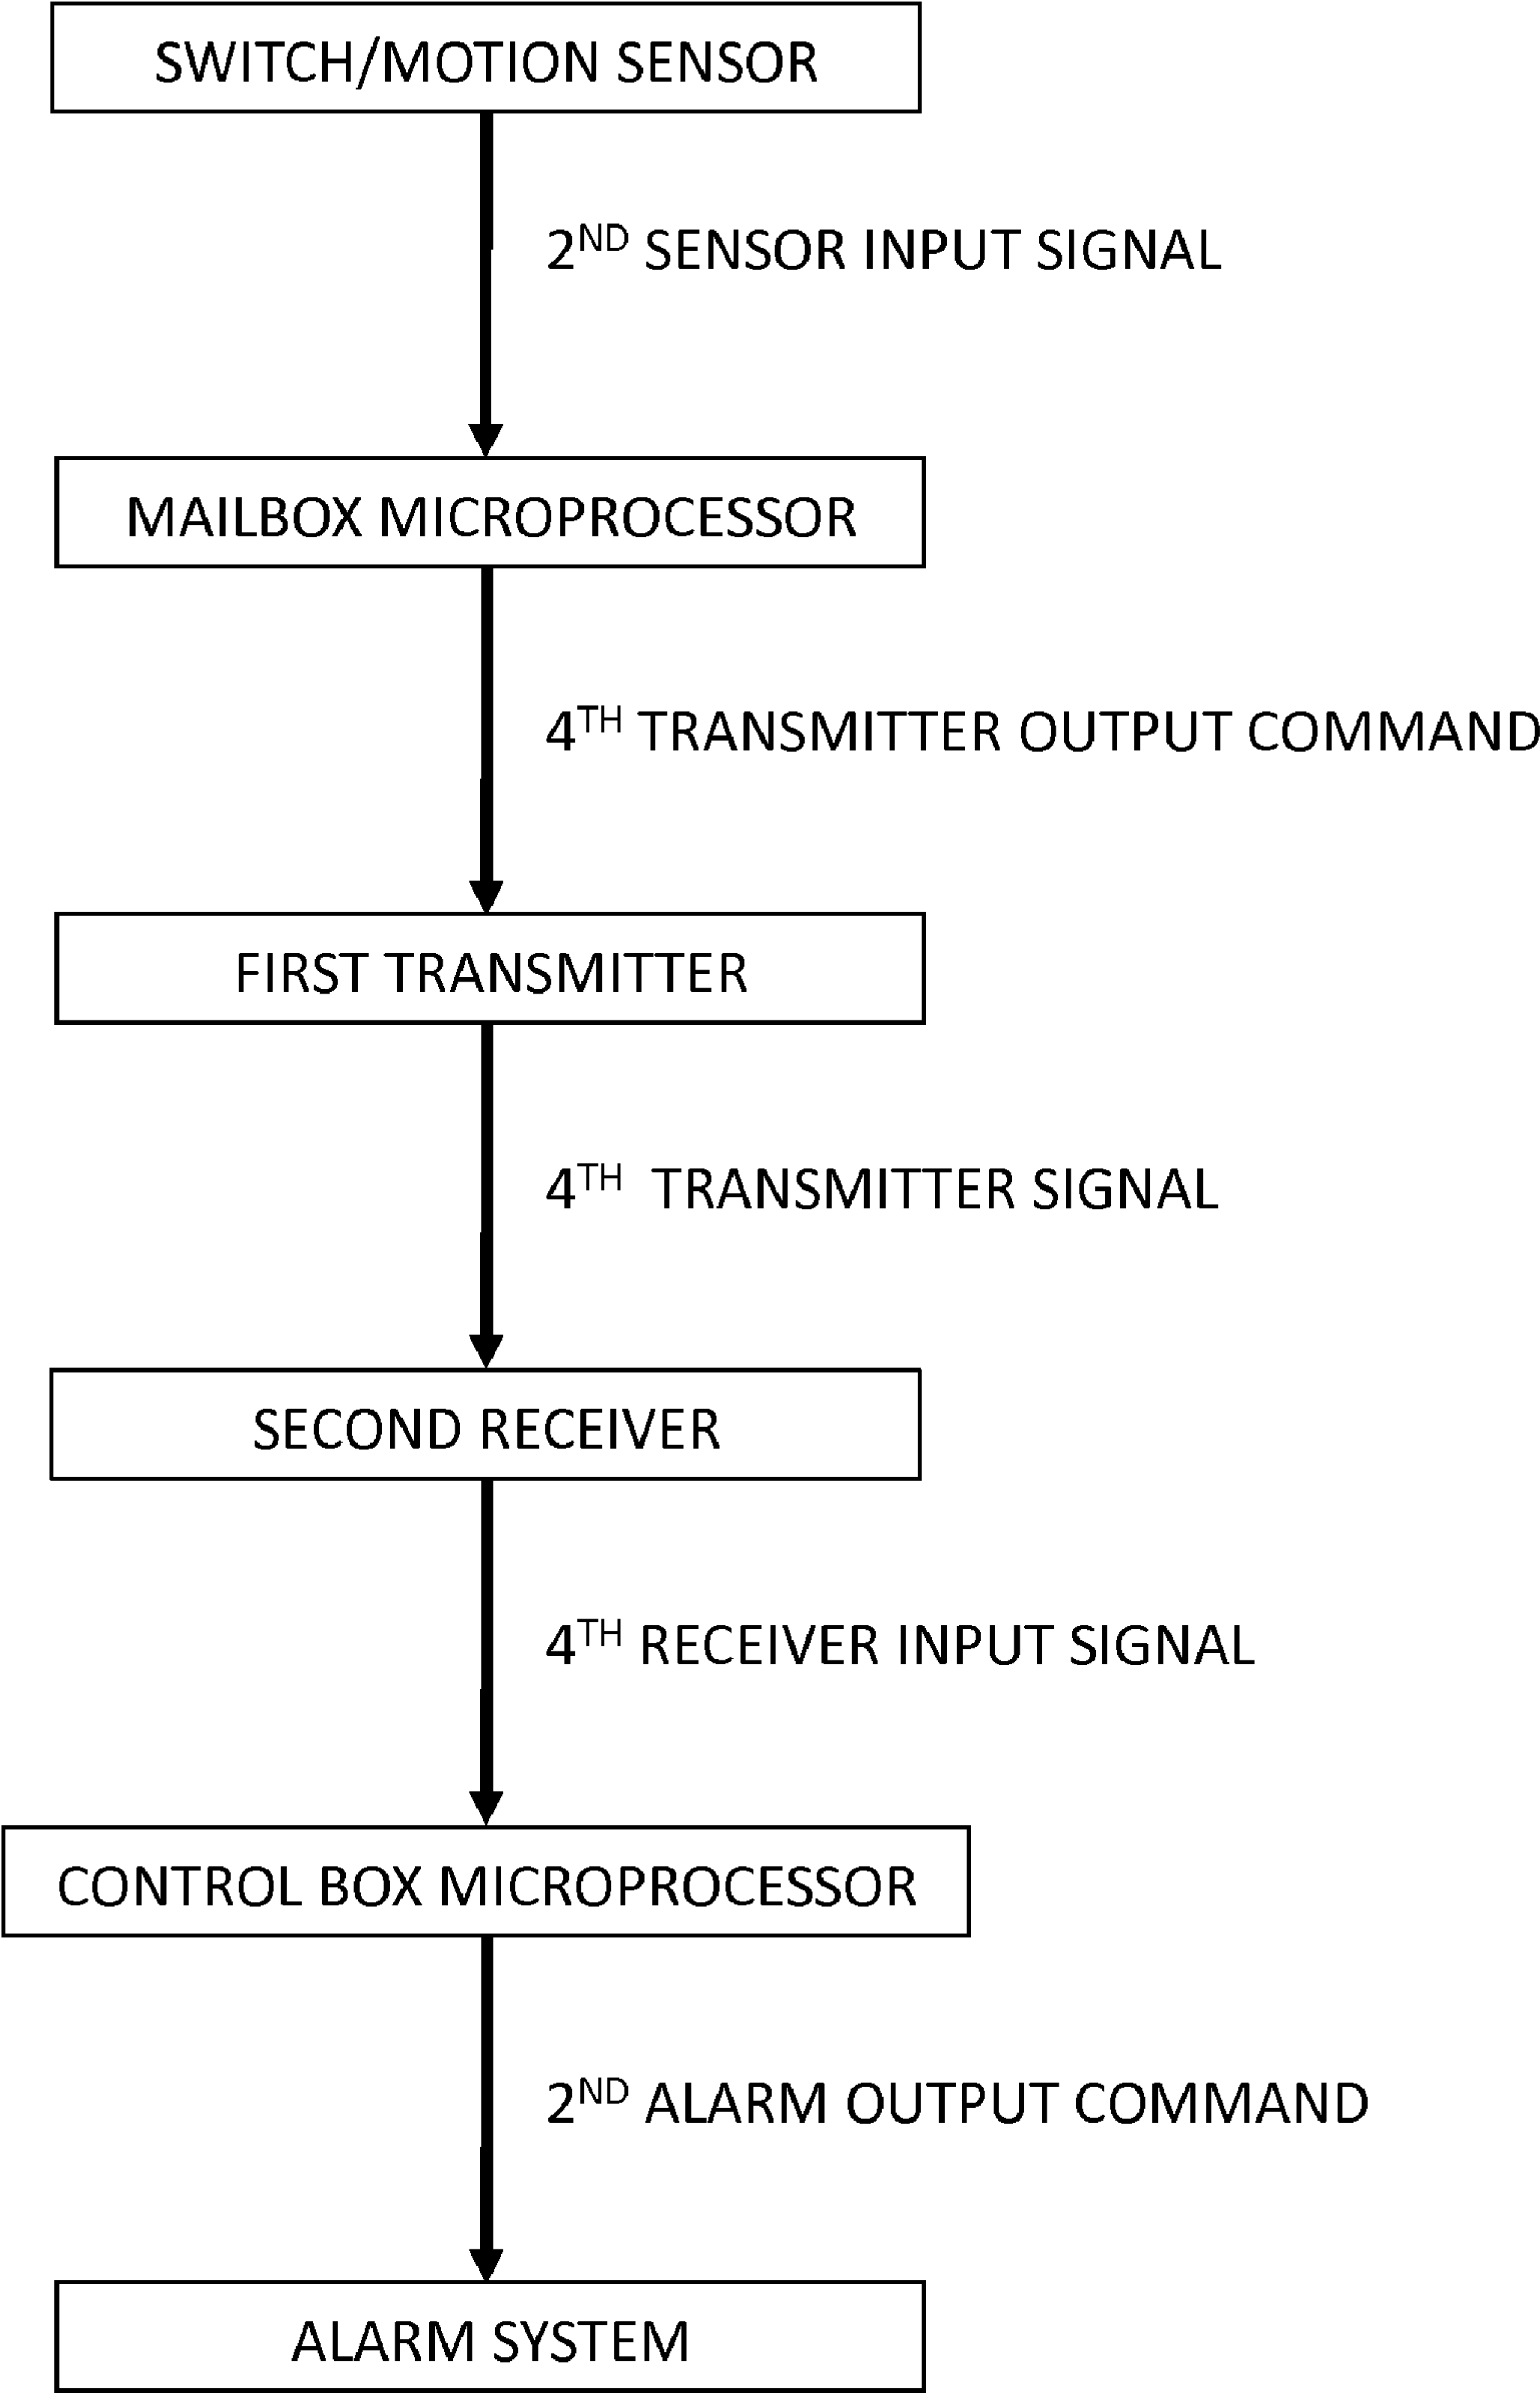 SWITCH/MOTION SENSOR
2ND SENSOR INPUT SIGNAL
MAILBOX MICROPROCESSOR
4TH TRANSMITTER OUTPUT COMMAND
FIRST TRANSMITTER
4TH TRANSMITTER SIGNAL
SECOND RECEIVER
4TH RECEIVER INPUT SIGNAL
CONTROL BOX MICROPROCESSOR
2ND ALARM OUTPUT COMMAND
ALARM SYSTEM